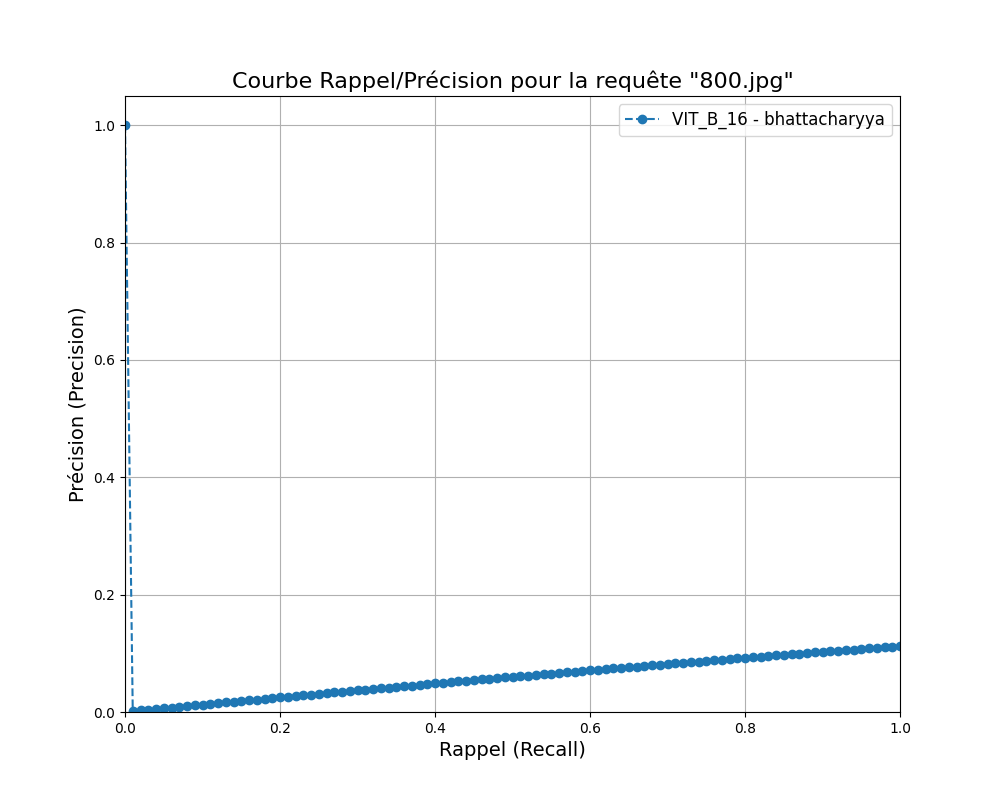 Courbe Rappel/Précision pour la requête "800.jpg"
VIT_B_16 - bhattacharyya
1.0
0.8
0.6
0.4
0.2
0.0
Précision (Precision)
0.0 0.2 0.4 0.6 0.8 1.0
Rappel (Recall)